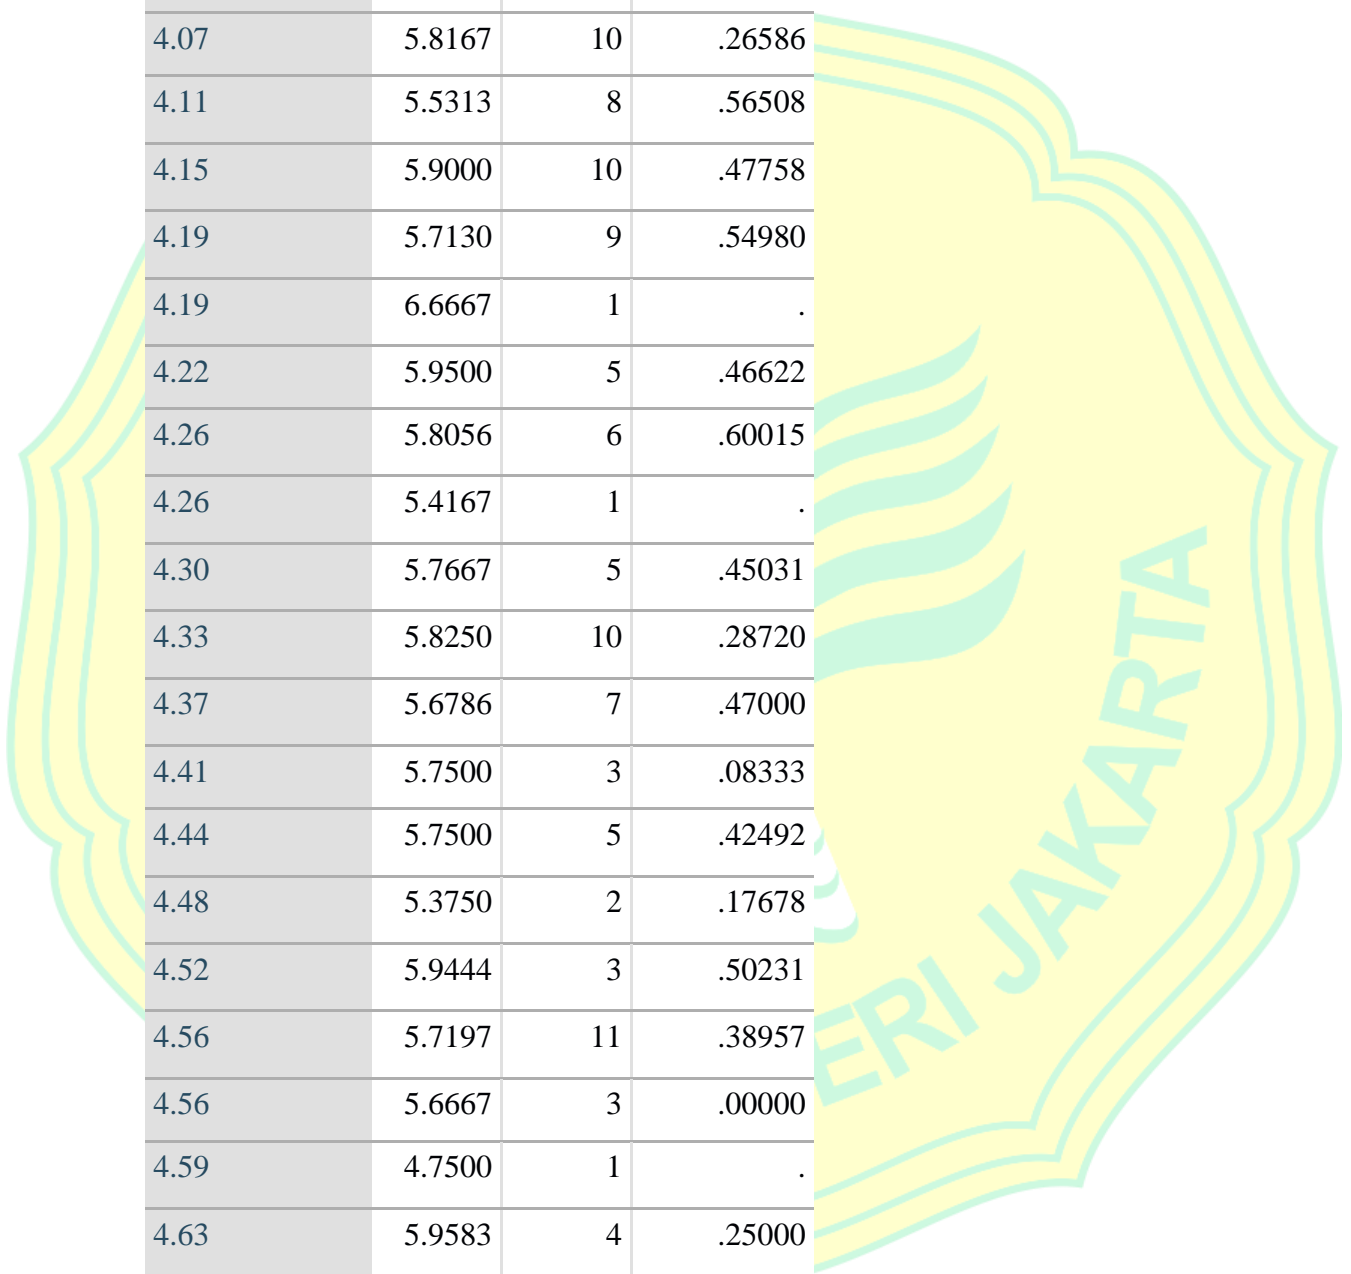 4.07 5.8167 10 .26586
4.11 5.5313 8 .56508
4.15 5.9000 10 .47758
4.19 5.7130 9 .54980
4.19 6.6667 1 .
4.22 5.9500 5 .46622
4.26 5.8056 6 .60015
4.26 5.4167 1 .
4.30 5.7667 5 .45031
4.33 5.8250 10 .28720
4.37 5.6786 7 .47000
4.41 5.7500 3 .08333
4.44 5.7500 5 .42492
4.48 5.3750 2 .17678
4.52 5.9444 3 .50231
4.56 5.7197 11 .38957
4.56 5.6667 3 .00000
4.59 4.7500 1 .
4.63 5.9583 4 .25000
ERI JAKARTA